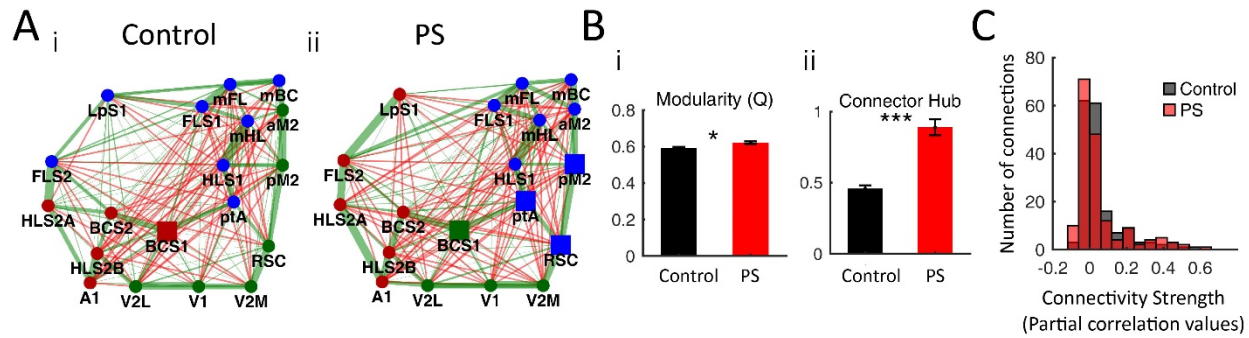 A
i
Control
ii
PS
mFL
mBC
LpS1
FLS1
aM2
mHL
FLS2
HLS1
pM2
HLS2A
ptA
BCS2
BCS1
HLS2B
RSC
A1
V2L
V1
V2M
mFL
mBC
LpS1
FLS1
aM2
mHL
FLS2
HLS1
pM2
HLS2A
ptA
BCS2
BCS1
HLS2B
RSC
A1
V2L
V1
V2M
B
i
Modularity (Q)
0.8
0.6
0.4
0.2
0
*
Control
PS
ii
Connector Hub
1
0.5
0
***
Control
PS
C
Number of connections
80
60
40
20
0
Control
PS
-0.2
0
0.2
0.4
0.6
Connectivity Strength
(Partial correlation values)